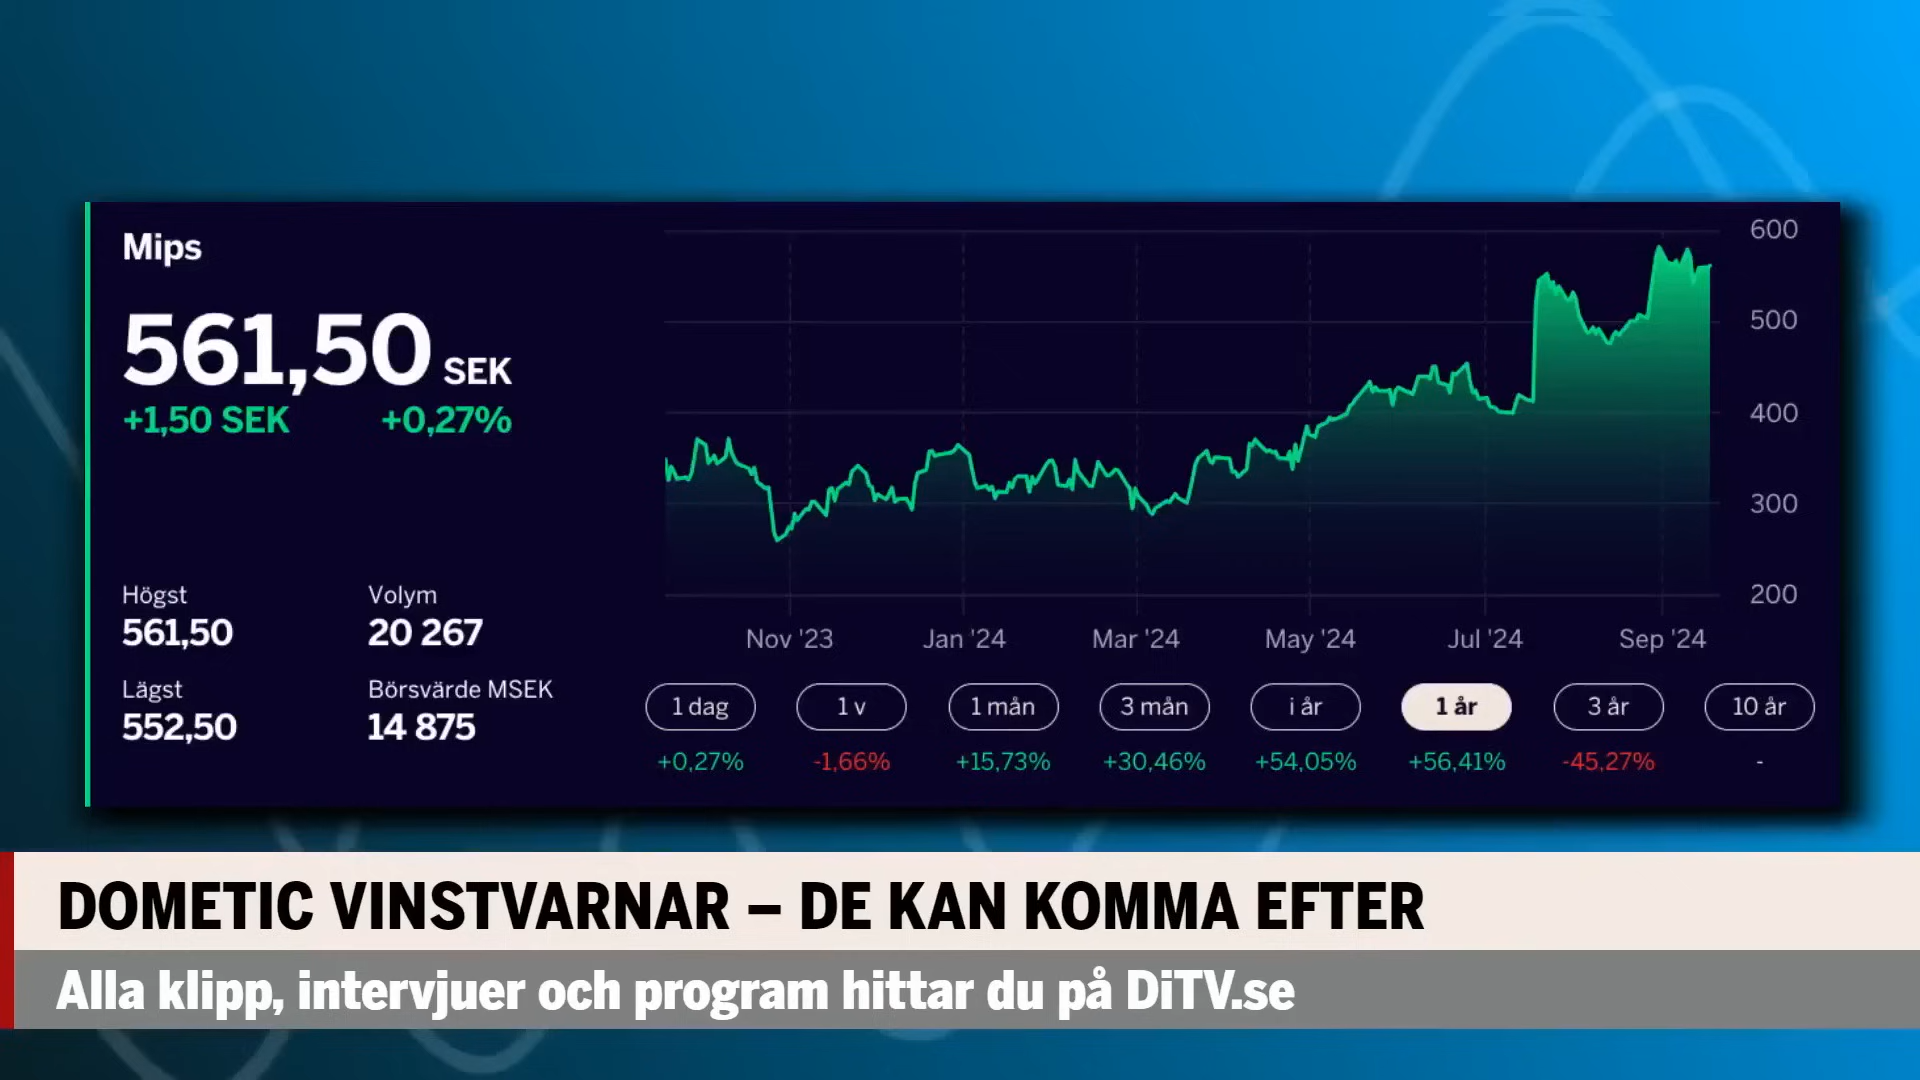 Mips
561,50 SEK
+1,50 SEK +0,27%
Högst Volym
561,50 20 267
Lägst Börsvärde MSEK
552,50 14 875
600
500
400
300
200
Nov '23 Jan '24 Mar '24 May '24 Jul '24 Sep '24
1 dag 1 v 1 mån 3 mån i år 1 år 3 år 10 år
+0,27% -1,66% +15,73% +30,46% +54,05% +56,41% -45,27% -
DOMETIC VINSTVARNAR – DE KAN KOMMA EFTER
Alla klipp, intervjuer och program hittar du på DiTV.se